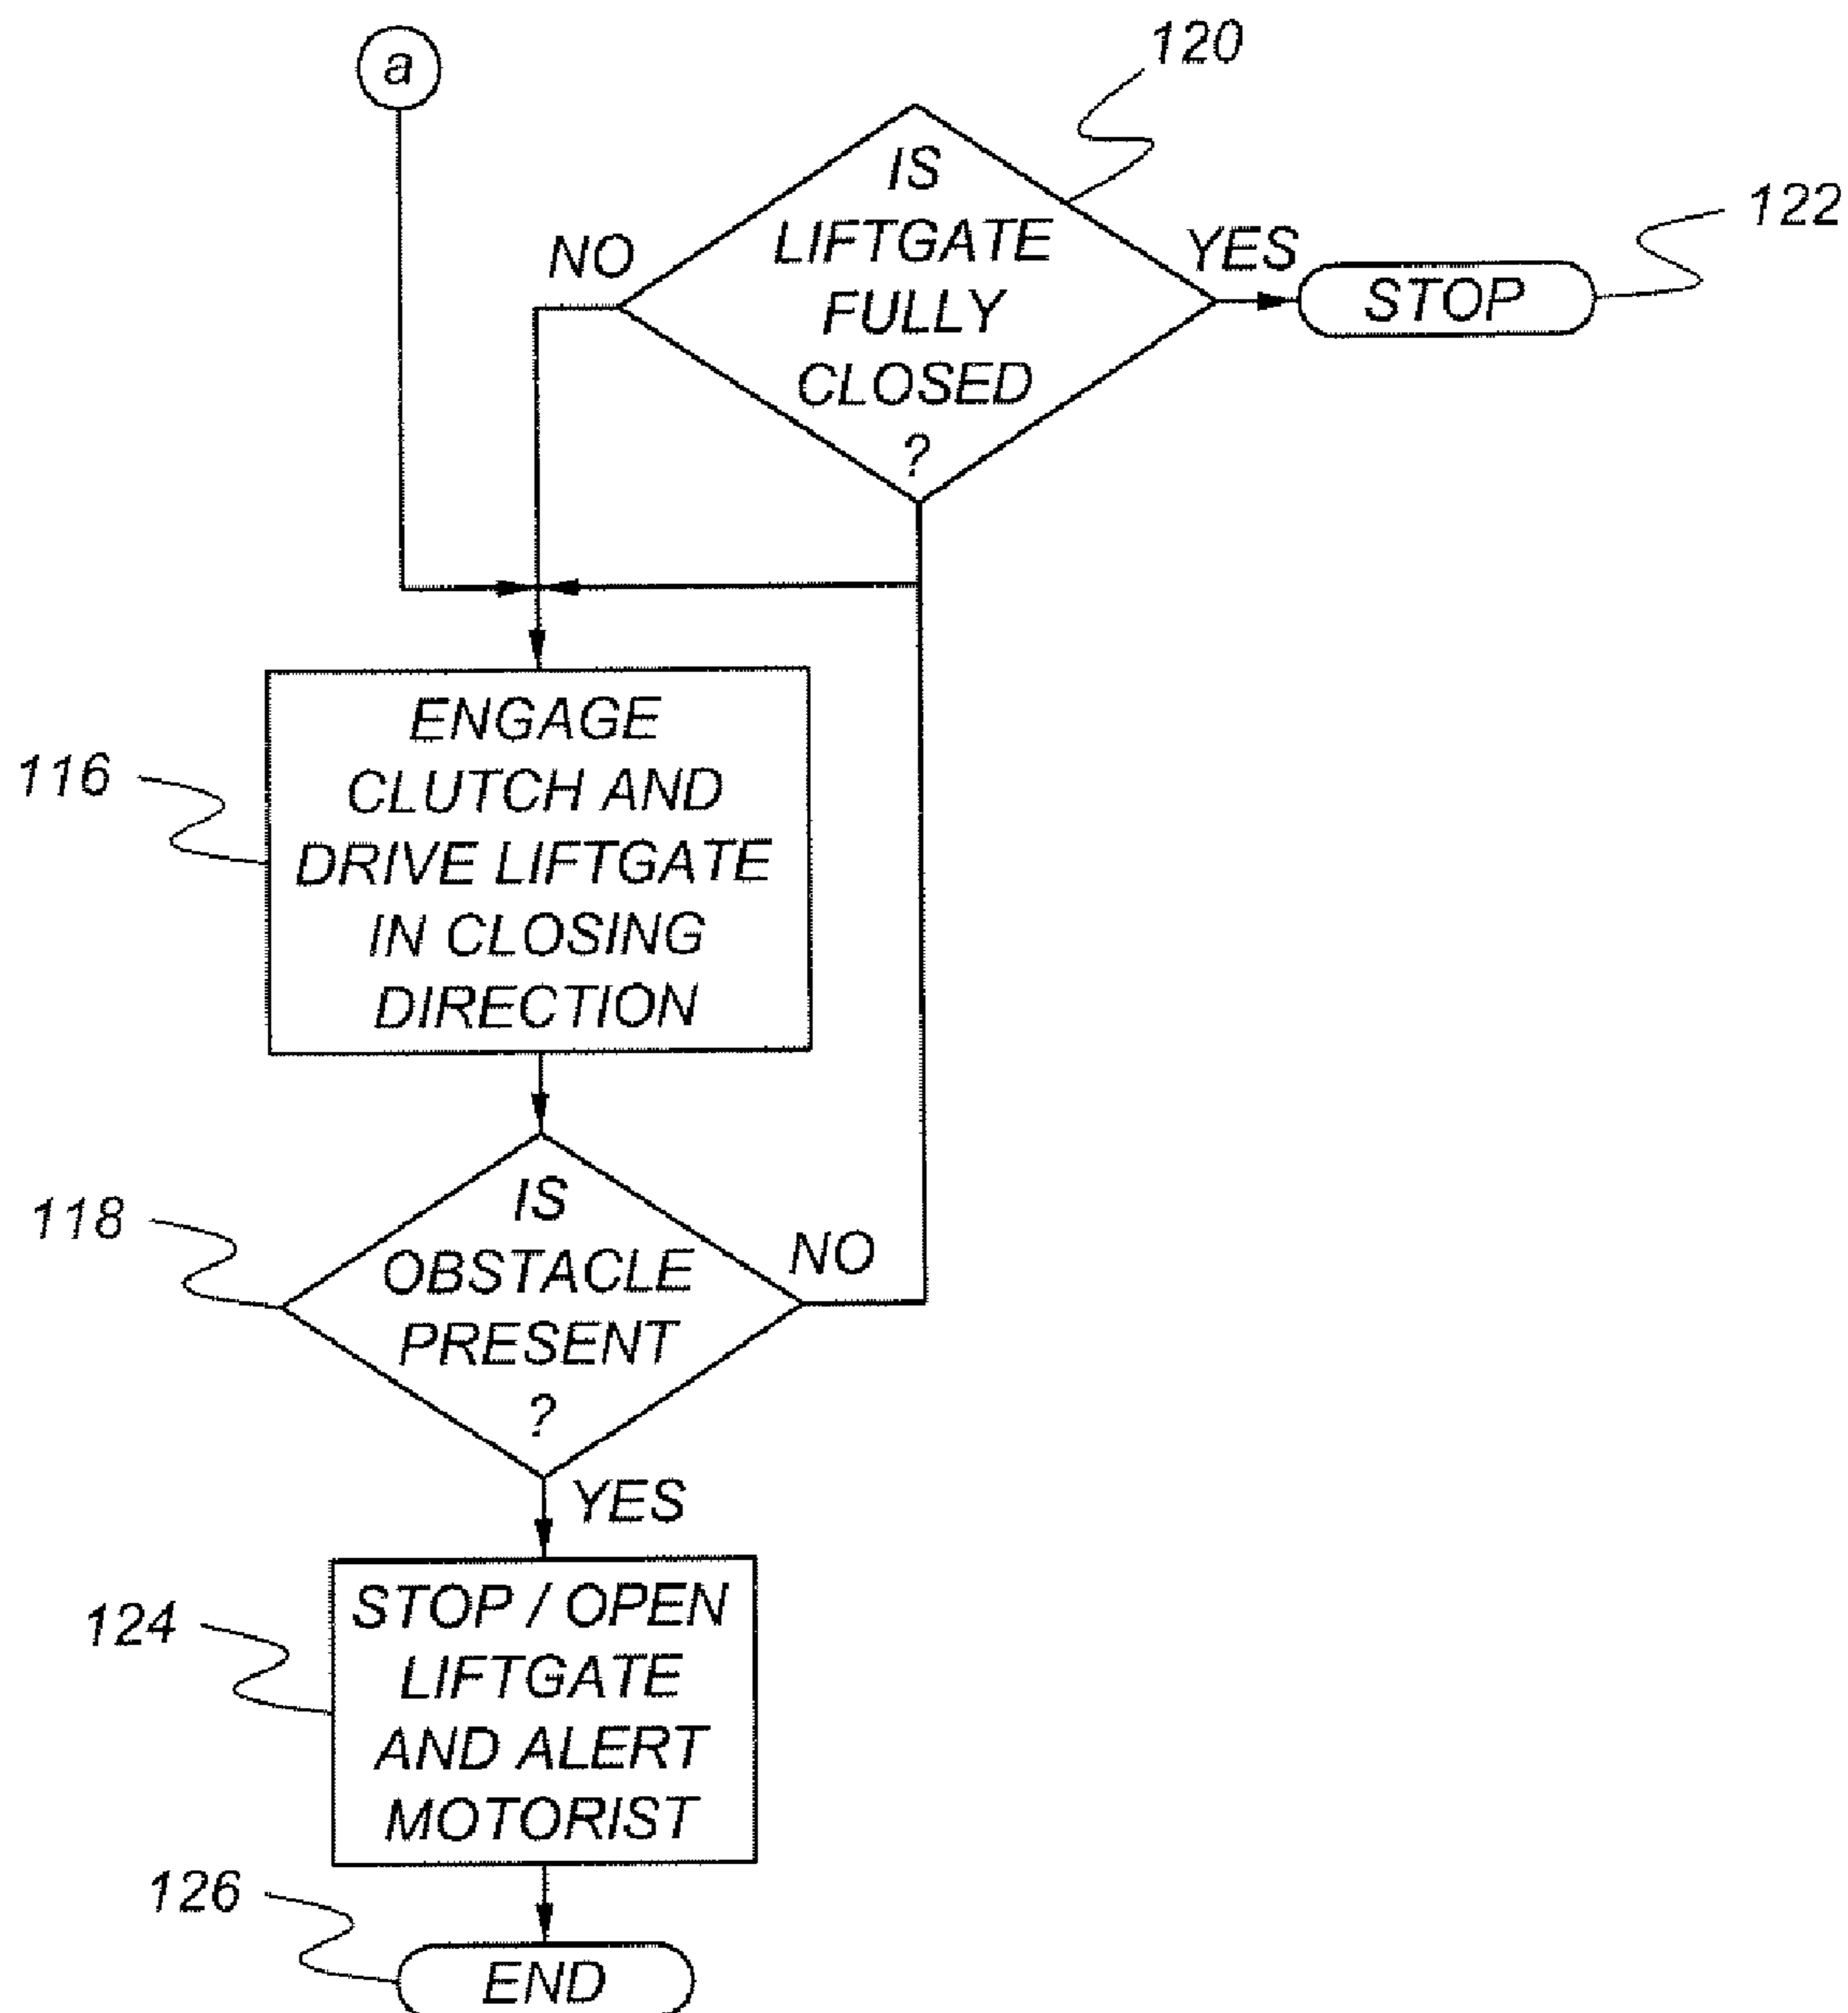 a
120
IS
LIFTGATE
FULLY
CLOSED
?
NO
YES
STOP
122
116
ENGAGE
CLUTCH AND
DRIVE LIFTGATE
IN CLOSING
DIRECTION
118
IS
OBSTACLE
PRESENT
?
NO
YES
124
STOP / OPEN
LIFTGATE
AND ALERT
MOTORIST
126
END